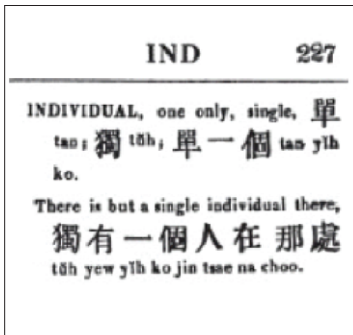 IND 227
INDIVIDUAL, one only, single, 單
tan; 獨 tŭh; 單一個 tan yĭh
ko.
There is but a single individual there,
獨有一個人在那處
tŭh yew yĭh ko jin tsae na choo.